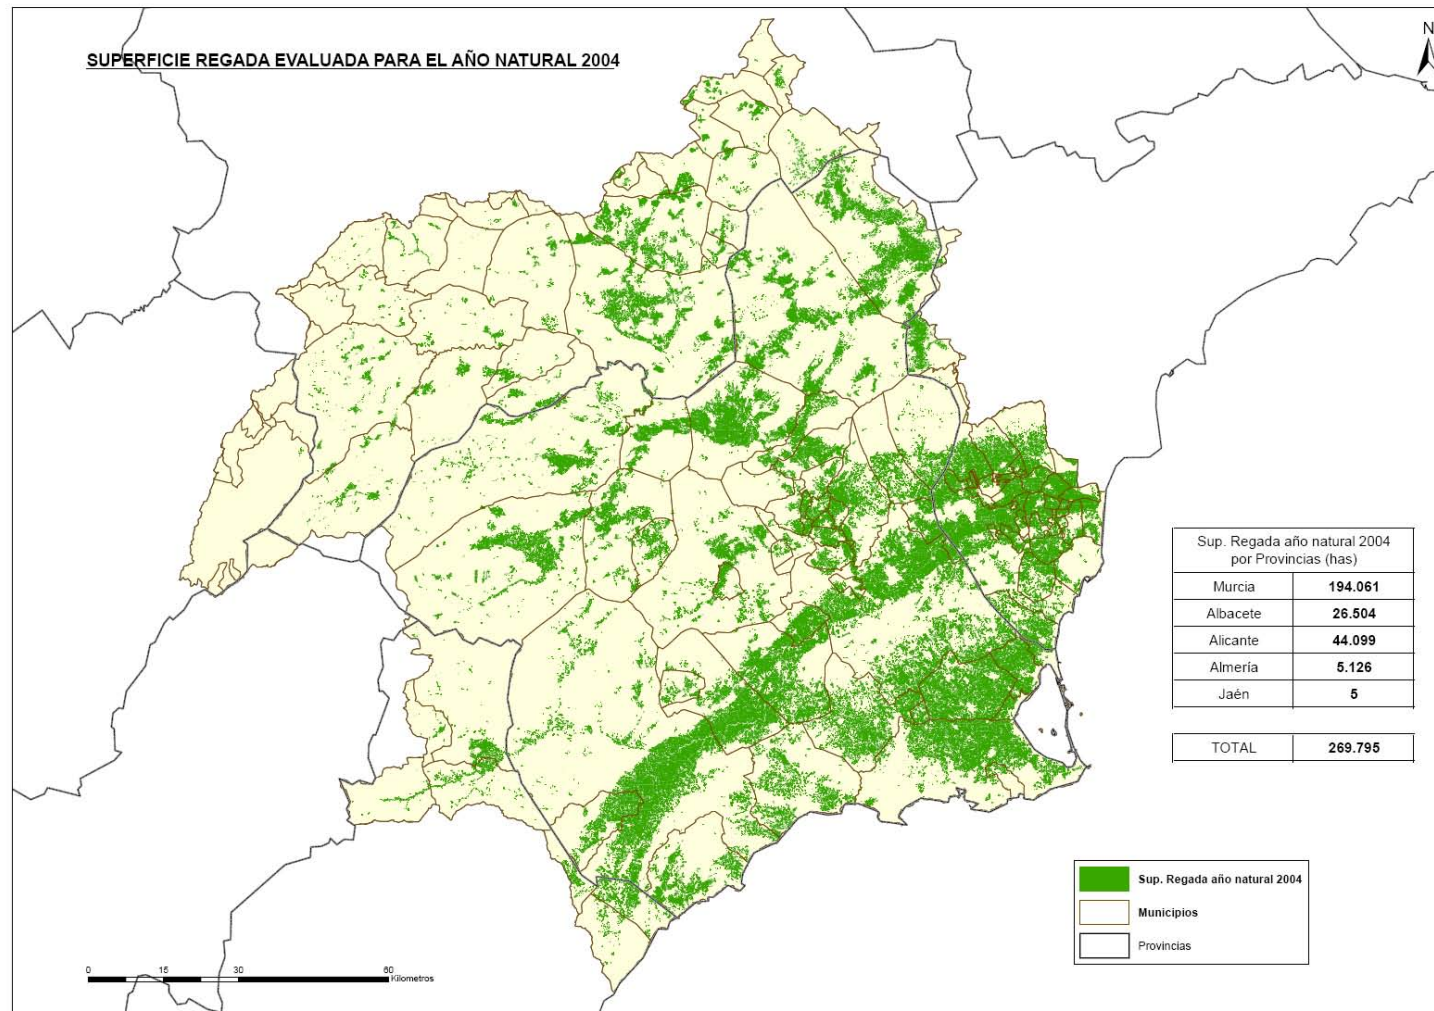 SUPERFICIE REGADA EVALUADA PARA EL AÑO NATURAL 2004
N
Sup. Regada año natural 2004
por Provincias (has)
Murcia 194.061
Albacete 26.504
Alicante 44.099
Almería 5.126
Jaén 5
TOTAL 269.795
Sup. Regada año natural 2004
Municipios
Provincias
0 15 30 60
Kilometros